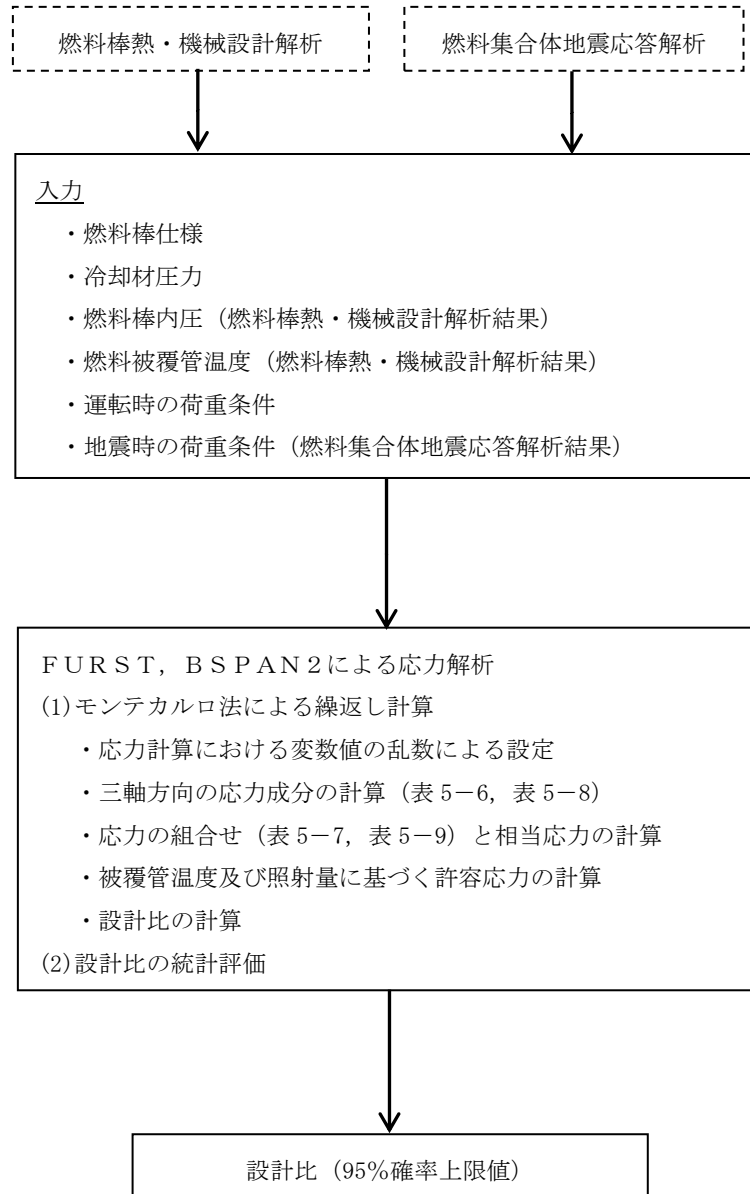 燃料棒熱・機械設計解析
燃料集合体地震応答解析
入力
・燃料棒仕様
・冷却材圧力
・燃料棒内圧（燃料棒熱・機械設計解析結果）
・燃料被覆管温度（燃料棒熱・機械設計解析結果）
・運転時の荷重条件
・地震時の荷重条件（燃料集合体地震応答解析結果）
ＦＵＲＳＴ，ＢＳＰＡＮ２による応力解析
(1)モンテカルロ法による繰返し計算
・応力計算における変数値の乱数による設定
・三軸方向の応力成分の計算（表 5－6，表 5－8）
・応力の組合せ（表 5－7，表 5－9）と相当応力の計算
・被覆管温度及び照射量に基づく許容応力の計算
・設計比の計算
(2)設計比の統計評価
設計比（95%確率上限値）